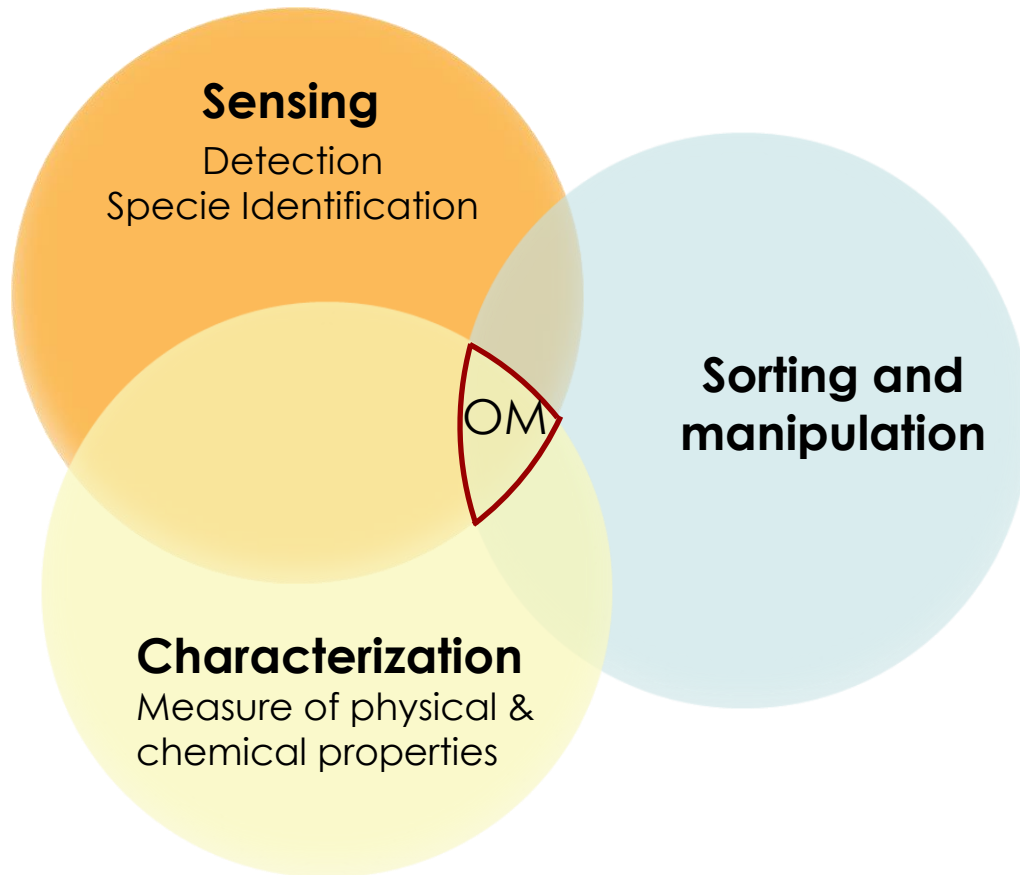 Sensing
Detection
Specie Identification
Sorting and
manipulation
OM
Characterization
Measure of physical &
chemical properties